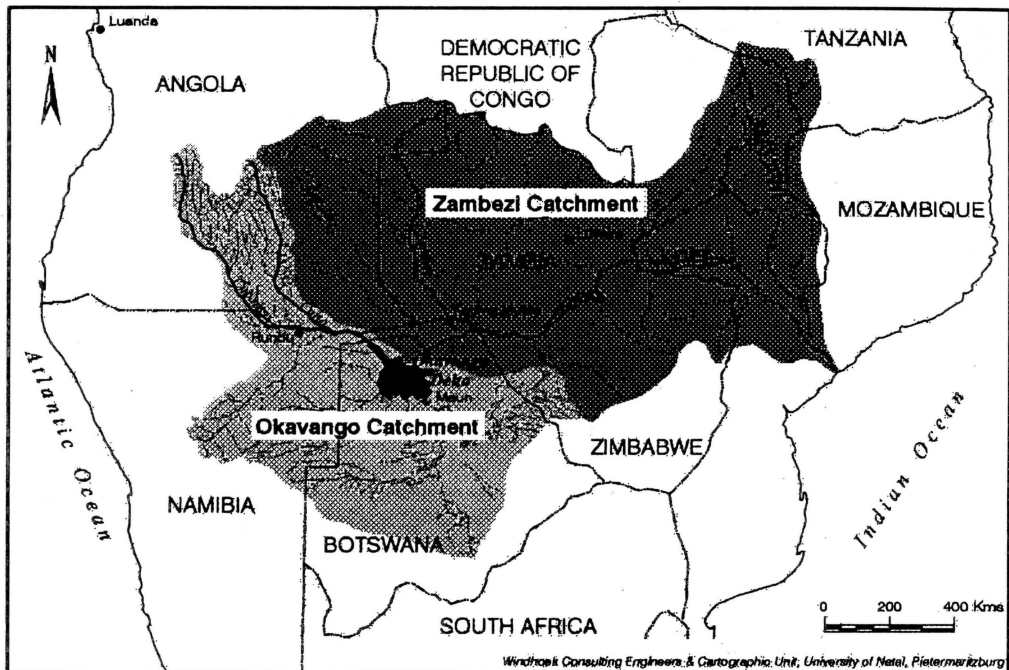 Luanda
N
ANGOLA
DEMOCRATIC
REPUBLIC OF
CONGO
TANZANIA
Zambezi Catchment
MOZAMBIQUE
Rundu
Delta
Maun
Okavango Catchment
ZIMBABWE
Atlantic Ocean
Indian Ocean
NAMIBIA
BOTSWANA
SOUTH AFRICA
0 200 400 Kms
Windhoek Consulting Engineers & Cartographic Unit, University of Natal, Pietermaritzburg